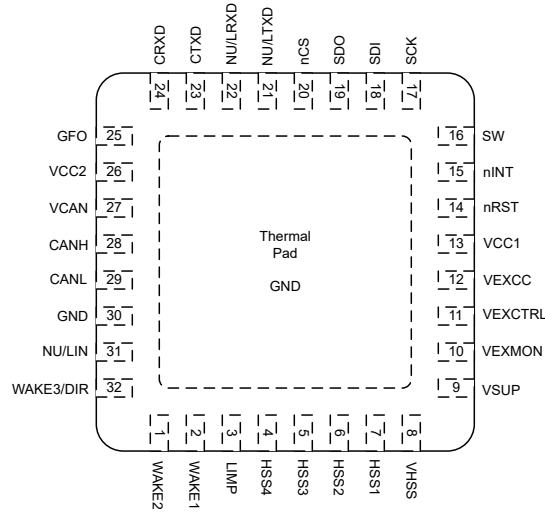 CRXD
CTXD
NU/LRXD
NU/LTXD
nCS
SDO
SDI
SCK
24
23
22
21
20
19
18
17
GFO 25
VCC2 26
VCAN 27
CANH 28
CANL 29
GND 30
NU/LIN 31
WAKE3/DIR 32
Thermal
Pad
GND
16 SW
15 nINT
14 nRST
13 VCC1
12 VEXCC
11 VEXCTRL
10 VEXMON
9 VSUP
1
2
3
4
5
6
7
8
WAKE2
WAKE1
LIMP
HSS4
HSS3
HSS2
HSS1
VHSS